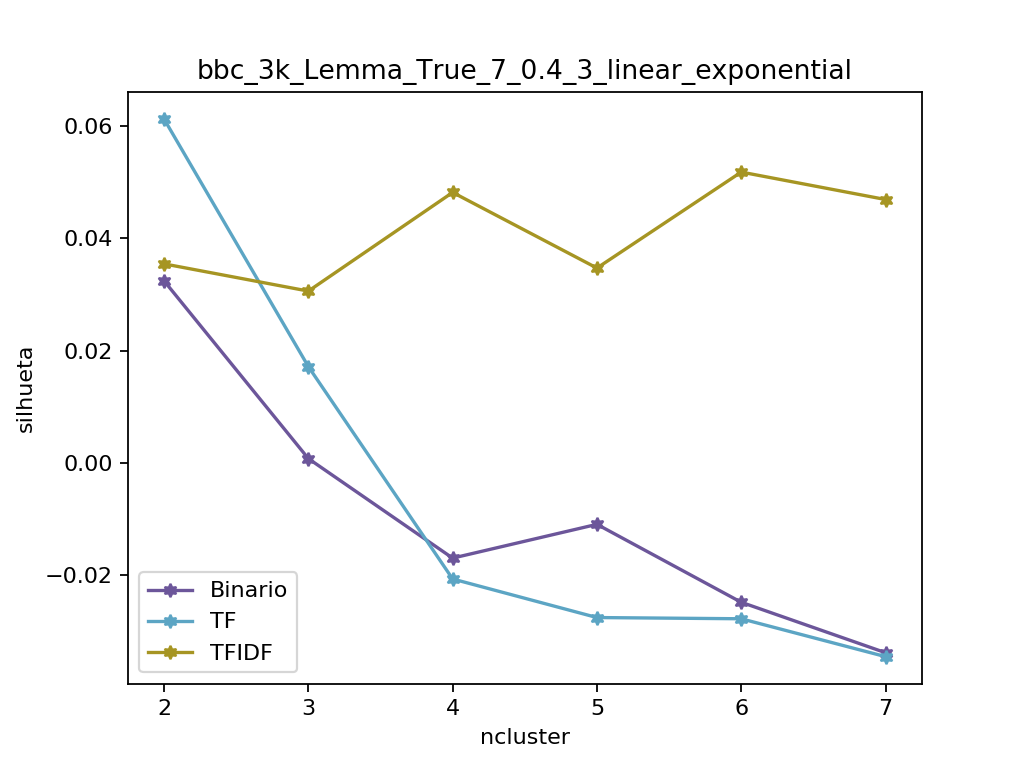 bbc_3k_Lemma_True_7_0.4_3_linear_exponential
silhueta
0.06
0.04
0.02
0.00
−0.02
Binario
TF
TFIDF
2 3 4 5 6 7
ncluster